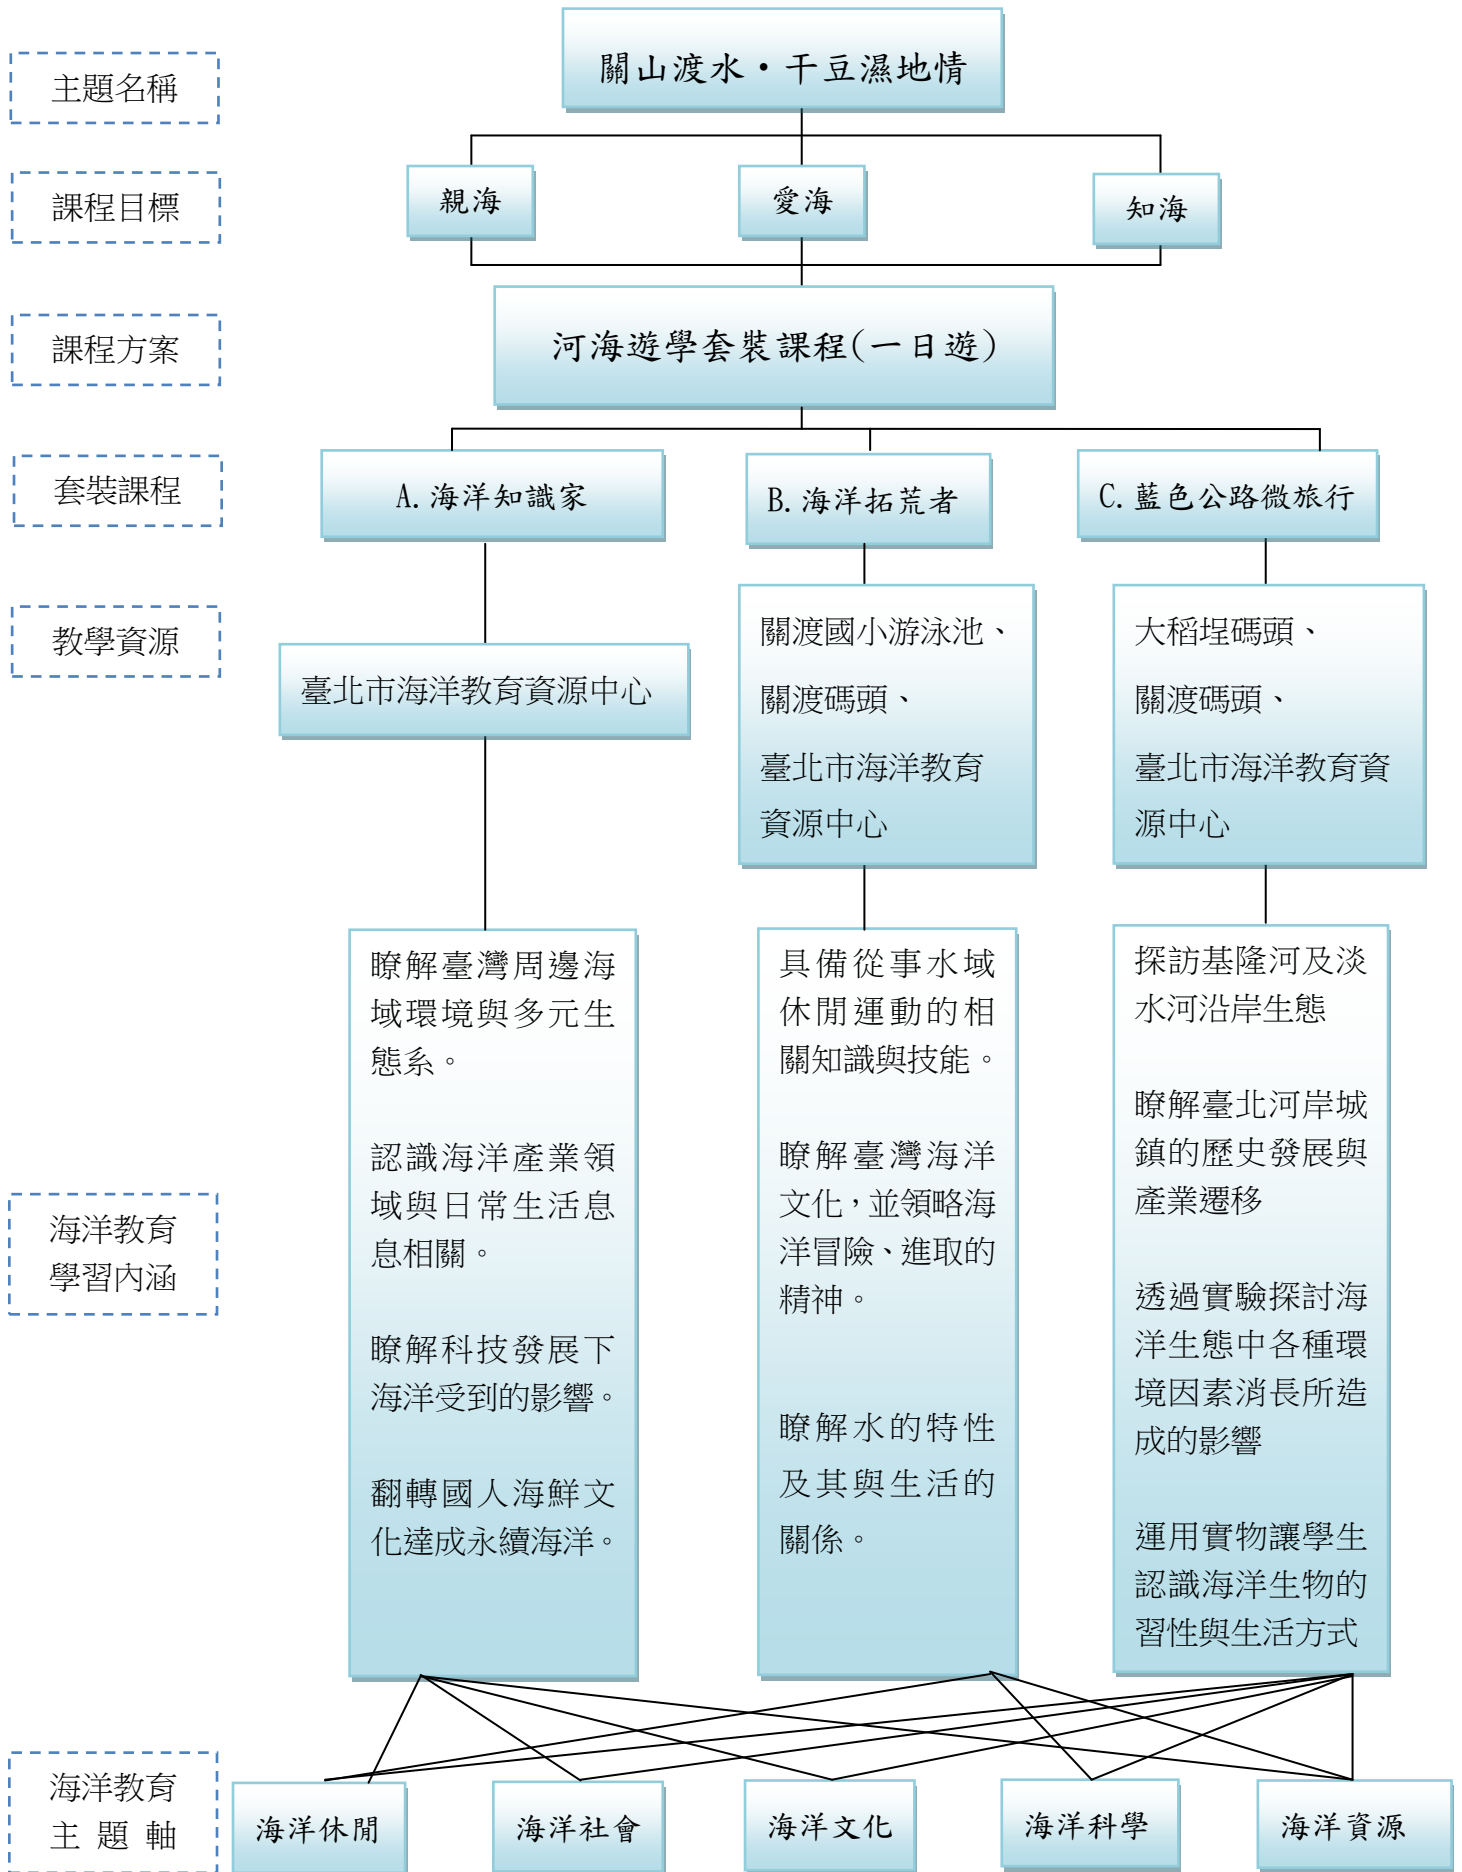 關山渡水・干豆濕地情
主題名稱
親海
愛海
知海
課程目標
河海遊學套裝課程(一日遊)
課程方案
A.海洋知識家
B.海洋拓荒者
C.藍色公路微旅行
套裝課程
教學資源
臺北市海洋教育資源中心
關渡國小游泳池、
關渡碼頭、
臺北市海洋教育
資源中心
大稻埕碼頭、
關渡碼頭、
臺北市海洋教育資
源中心
海洋教育
學習內涵
瞭解臺灣周邊海
域環境與多元生
態系。
認識海洋產業領
域與日常生活息
息相關。
瞭解科技發展下
海洋受到的影響。
翻轉國人海鮮文
化達成永續海洋。
具備從事水域
休閒運動的相
關知識與技能。
瞭解臺灣海洋
文化，並領略海
洋冒險、進取的
精神。
瞭解水的特性
及其與生活的
關係。
探訪基隆河及淡
水河沿岸生態
瞭解臺北河岸城
鎮的歷史發展與
產業遷移
透過實驗探討海
洋生態中各種環
境因素消長所造
成的影響
運用實物讓學生
認識海洋生物的
習性與生活方式
海洋教育
主 題 軸
海洋休閒
海洋社會
海洋文化
海洋科學
海洋資源